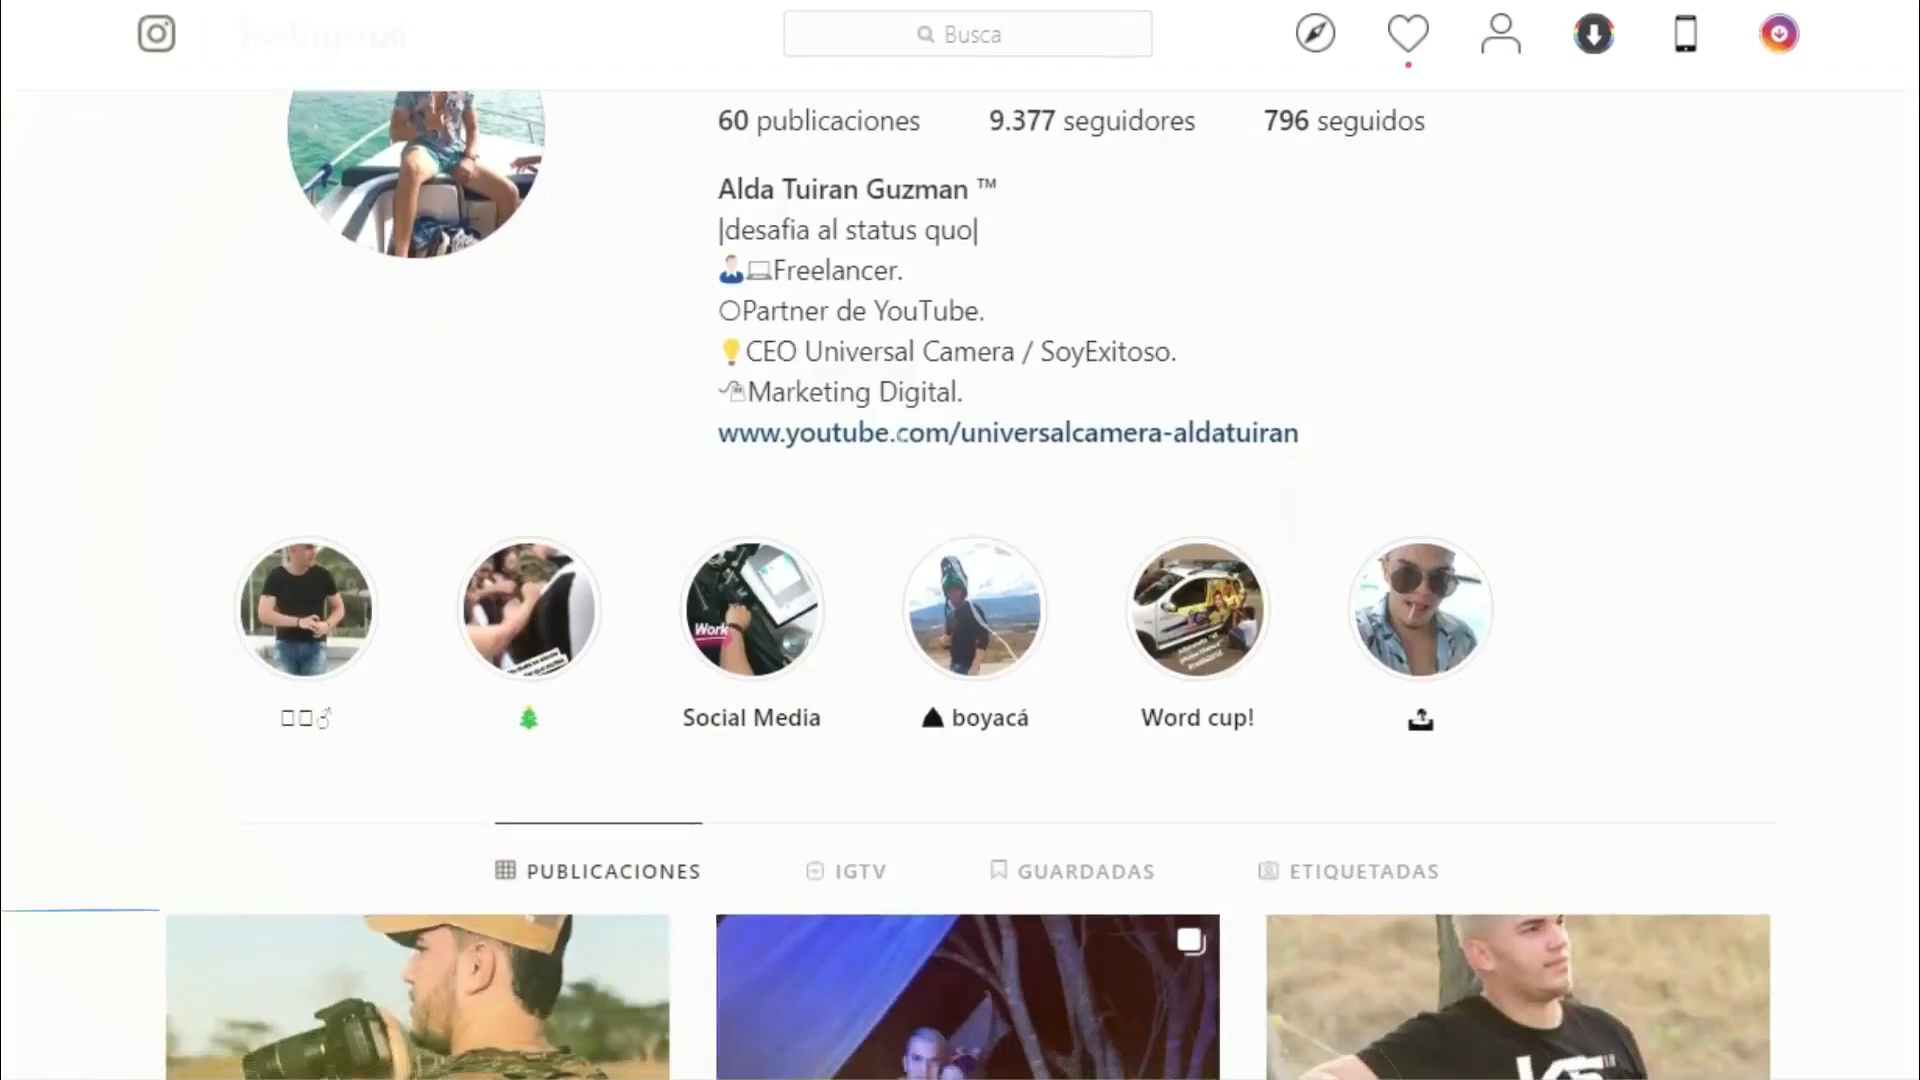 Busca
60 publicaciones 9.377 seguidores 796 seguidos
Alda Tuiran Guzman ™
|desafia al status quo|
Freelancer.
Partner de YouTube.
CEO Universal Camera / SoyExitoso.
Marketing Digital.
www.youtube.com/universalcamera-aldatuiran
Work
Social Media
boyacá
Word cup!
PUBLICACIONES IGTV GUARDADAS ETIQUETADAS